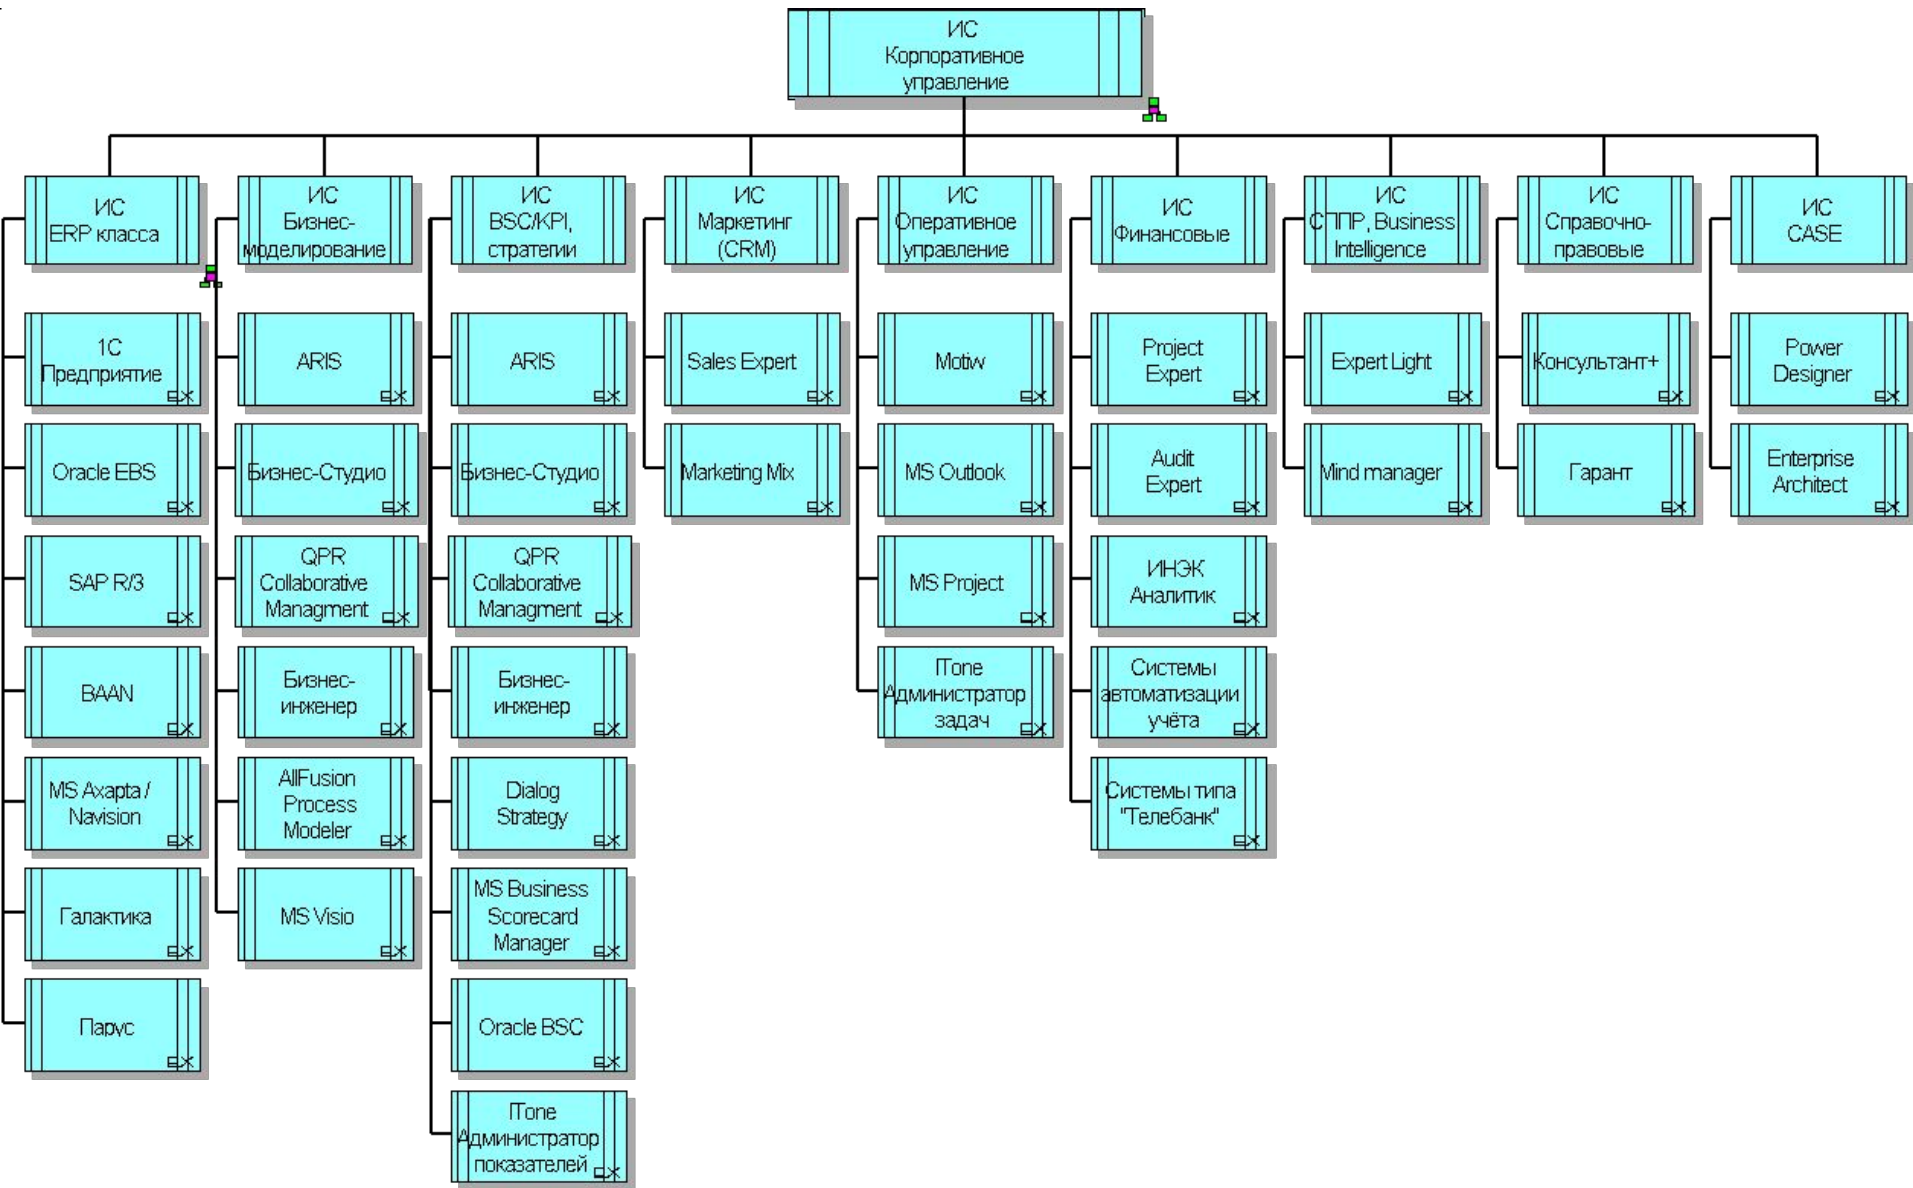 ИС
Корпоративное
управление
ИС
ERP класса
1С
Предприятие
Oracle EBS
SAP R/3
BAAN
MS Axapta /
Navision
Галактика
Парус
ИС
Бизнес-
моделирование
ARIS
Бизнес-Студио
QPR
Collaborative
Managment
Бизнес-
инженер
AllFusion
Process
Modeler
MS Visio
ИС
BSC/KPI,
стратегии
ARIS
Бизнес-Студио
QPR
Collaborative
Managment
Бизнес-
инженер
Dialog
Strategy
MS Business
Scorecard
Manager
Oracle BSC
ITone
Администратор
показателей
ИС
Маркетинг
(CRM)
Sales Expert
Marketing Mix
ИС
Оперативное
управление
Motiw
MS Outlook
MS Project
ITone
Администратор
задач
ИС
Финансовые
Project
Expert
Audit
Expert
ИНЭК
Аналитик
Системы
автоматизации
учёта
Системы типа
"Телебанк"
ИС
СППР, Business
Intelligence
Expert Light
Mind manager
ИС
Справочно-
правовые
Консультант+
Гарант
ИС
CASE
Power
Designer
Enterprise
Architect